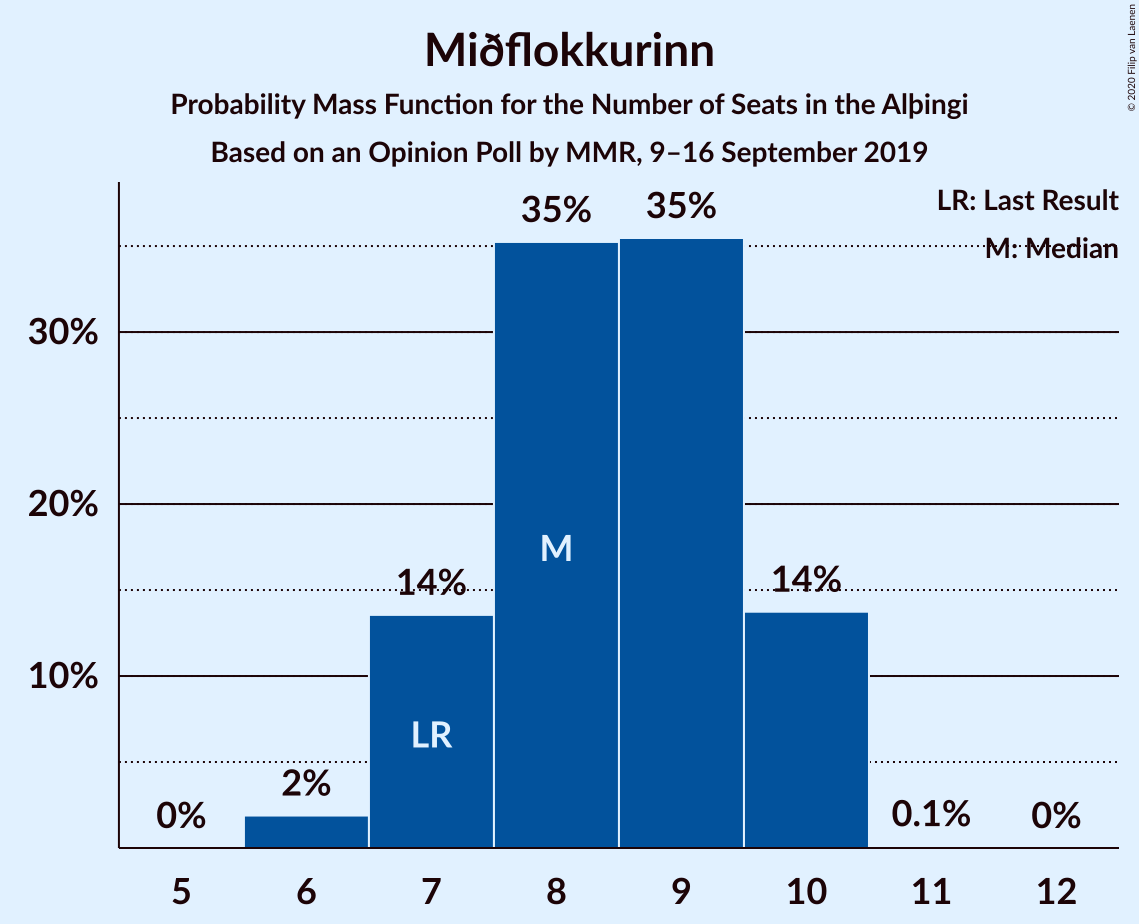 Miðflokkurinn
Probability Mass Function for the Number of Seats in the Alþingi
Based on an Opinion Poll by MMR, 9–16 September 2019
© 2020 Filip van Laenen
LR: Last Result
M: Median
35%
35%
30%
20%
10%
14%
14%
M
LR
2%
0%
0.1%
0%
5 6 7 8 9 10 11 12